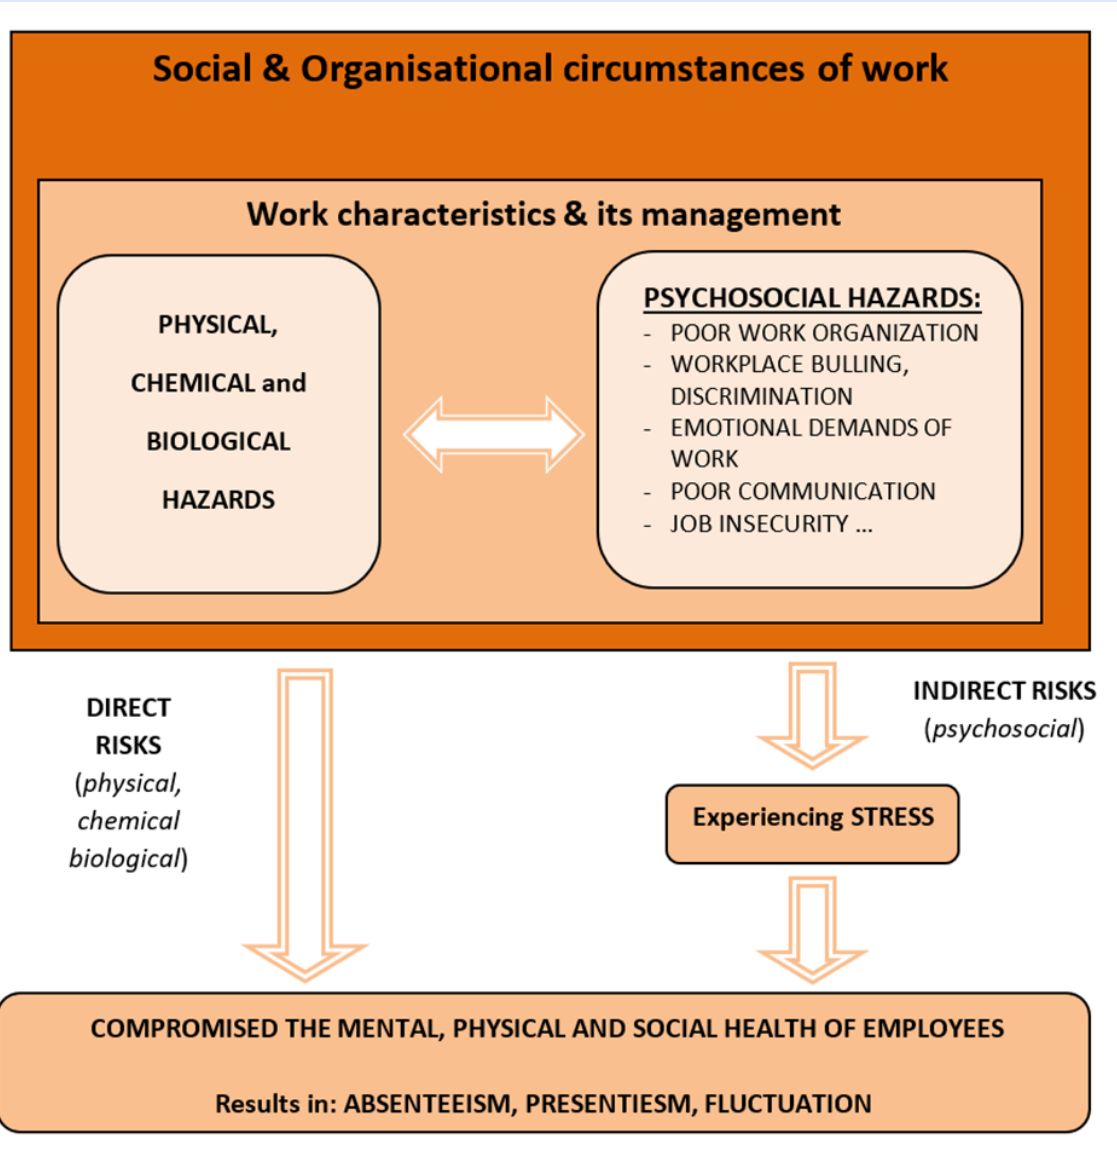 Social & Organisational circumstances of work
Work characteristics & its management
PHYSICAL,
CHEMICAL and
BIOLOGICAL
HAZARDS
PSYCHOSOCIAL HAZARDS:
- POOR WORK ORGANIZATION
- WORKPLACE BULLING,
DISCRIMINATION
- EMOTIONAL DEMANDS OF
WORK
- POOR COMMUNICATION
- JOB INSECURITY ...
DIRECT
RISKS
(physical,
chemical
biological)
INDIRECT RISKS
(psychosocial)
Experiencing STRESS
COMPROMISED THE MENTAL, PHYSICAL AND SOCIAL HEALTH OF EMPLOYEES
Results in: ABSENTEEISM, PRESENTIESM, FLUCTUATION